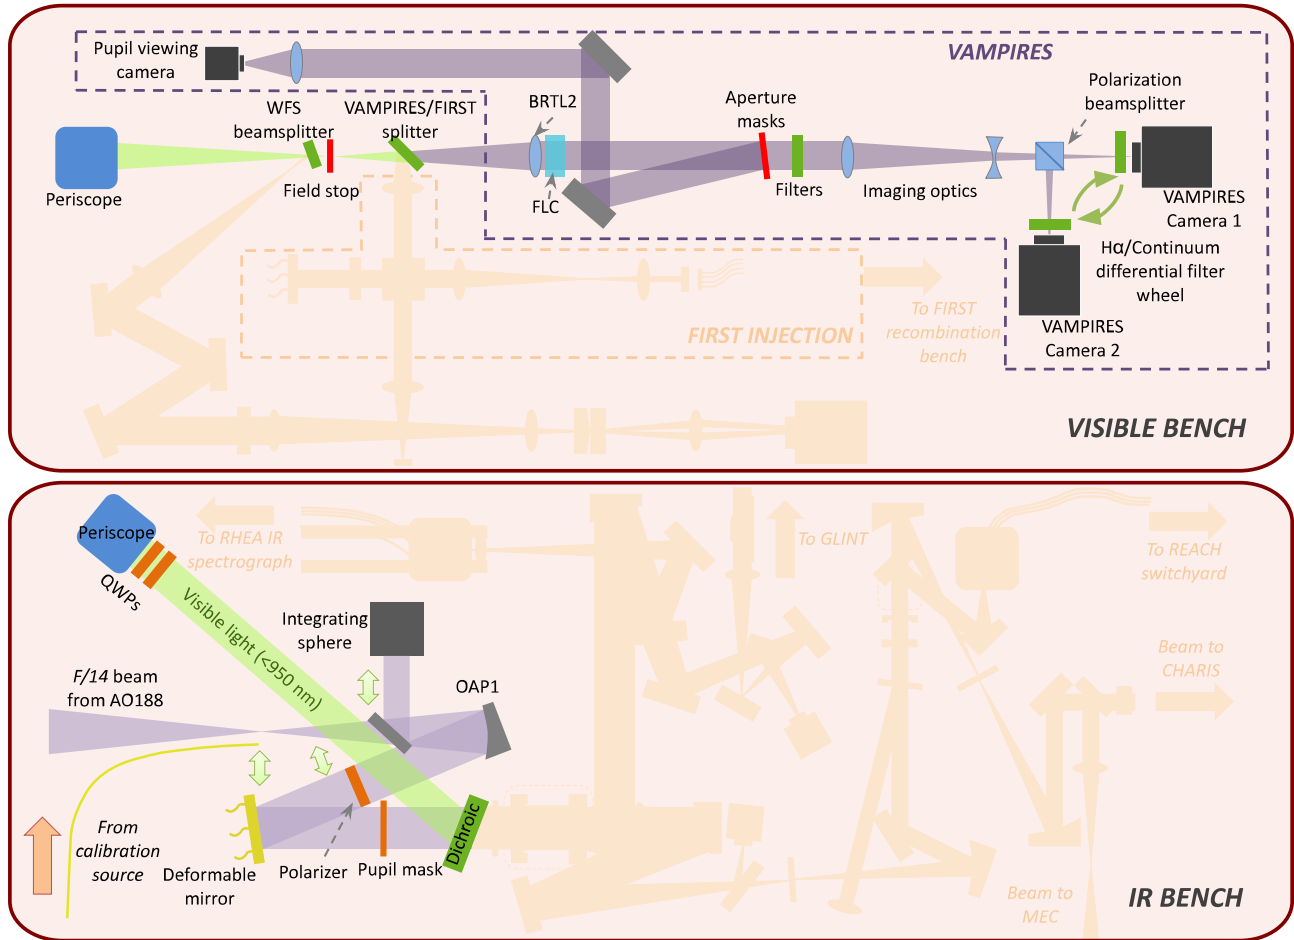 VAMPIRES
Pupil viewing
camera
Polarization
beamsplitter
WFS
beamsplitter
VAMPIRES/FIRST
splitter
BRTL2
Aperture
masks
Periscope
Field stop
FLC
Filters
Imaging optics
VAMPIRES
Camera 1
Hα/Continuum
differential filter
wheel
VAMPIRES
Camera 2
FIRST INJECTION
To FIRST
recombination
bench
VISIBLE BENCH
Periscope
QWPs
To RHEA IR
spectrograph
To GLINT
To REACH
switchyard
Visible light (<950 nm)
Integrating
sphere
F/14 beam
from AO188
OAP1
Beam to
CHARIS
From
calibration
source
Deformable
mirror
Polarizer
Pupil mask
Dichroic
Beam to
MEC
IR BENCH